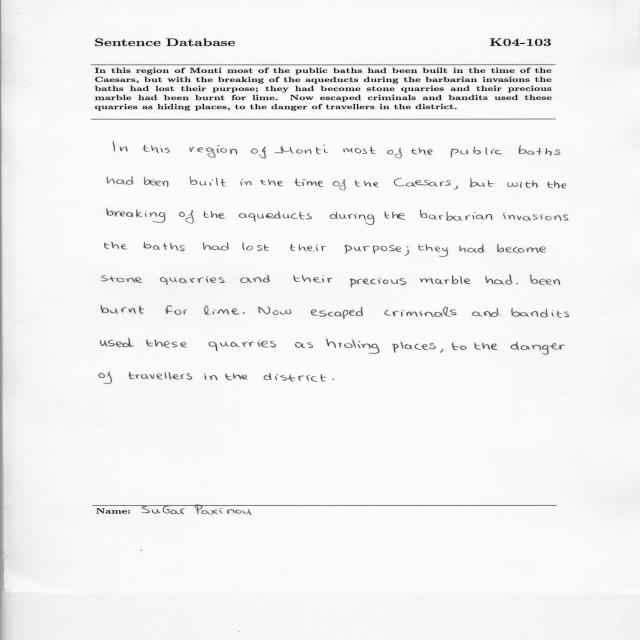 Sentence Database K04-103
In this region of Monti most of the public baths had been built in the time of the
Caesars, but with the breaking of the aqueducts during the barbarian invasions the
baths had lost their purpose; they had become stone quarries and their precious
marble had been burnt for lime. Now escaped criminals and bandits used these
quarries as hiding places, to the danger of travellers in the district.
In this region of Monti most of the public baths
had been built in the time of the Caesars, but with the
breaking of the aqueducts during the barbarian invasions
the baths had lost their purpose; they had become
stone quarries and their precious marble had. been
burnt for lime. Now escaped criminals and bandits
used these quarries as hiding places, to the danger
of travellers in the district.
Name: SuGar Paxinou